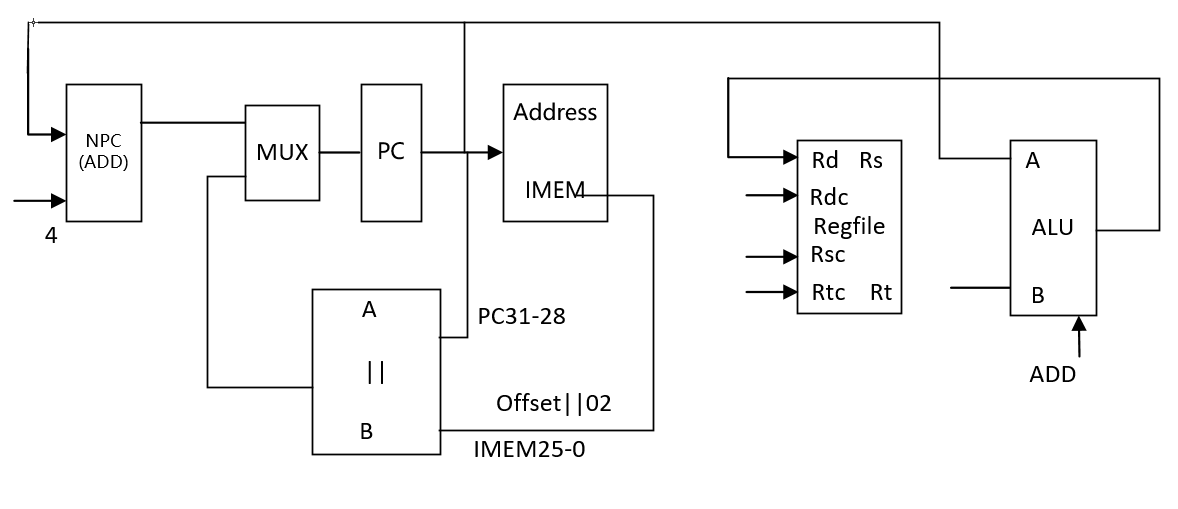 NPC
(ADD)
4
MUX
PC
Address
IMEM
A
||
B
PC31-28
Offset||02
IMEM25-0
Rd Rs
Rdc
Regfile
Rsc
Rtc Rt
A
ALU
B
ADD